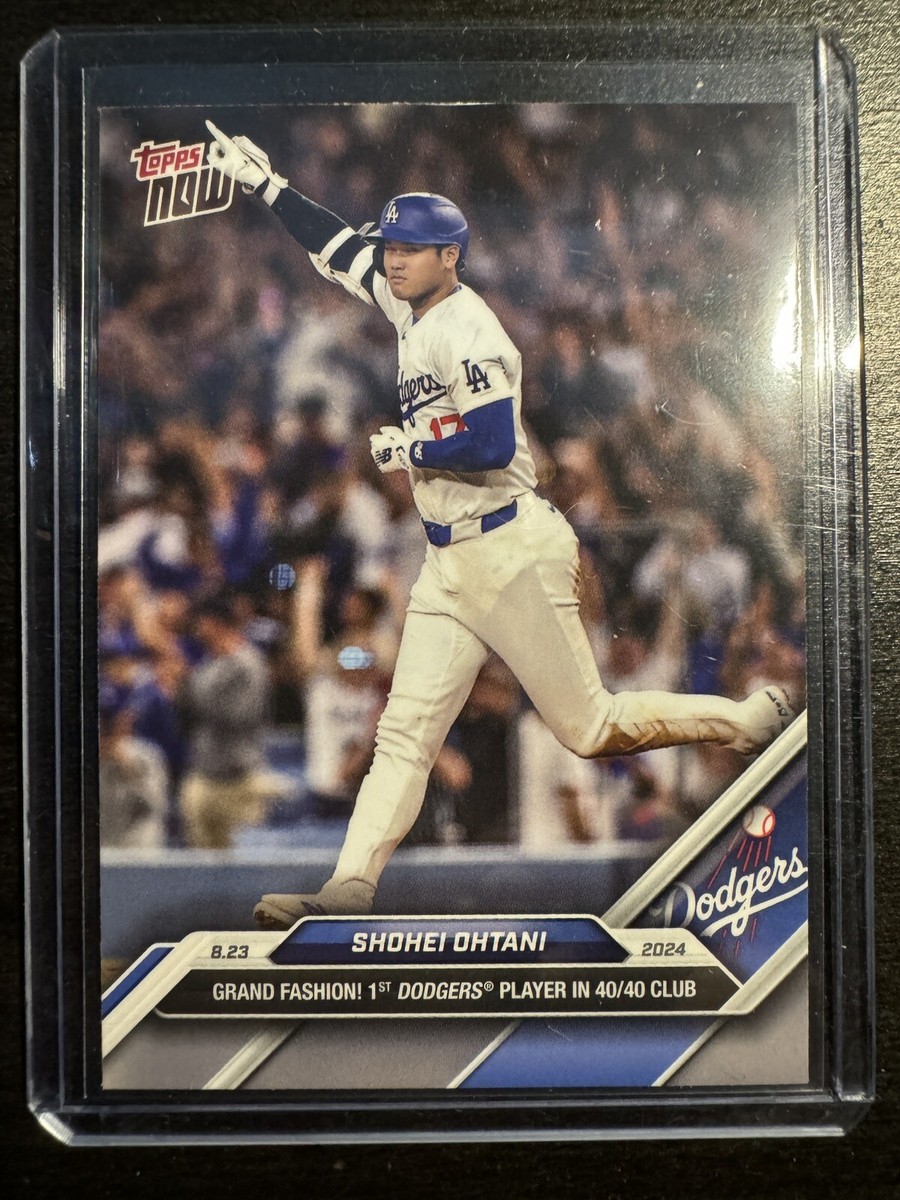 TOPPS
NOW
LA
LA
17
8.23
SHOHEI OHTANI
2024
Dodgers
GRAND FASHION! 1ST DODGERS® PLAYER IN 40/40 CLUB